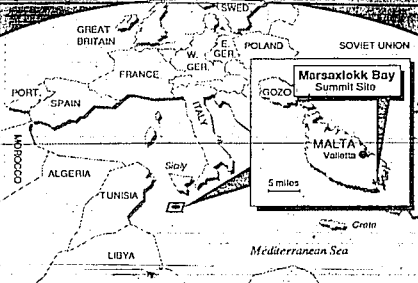 SWED.
GREAT
BRITAIN
E.
GER.
POLAND
SOVIET UNION
W.
GER.
FRANCE
Marsaxlokk Bay
Summit Site
PORT.
SPAIN
ITALY
GOZO
MALTA
Valletta
MOROCCO
ALGERIA
Sicily
5 miles
TUNISIA
Crete
Mediterranean Sea
LIBYA